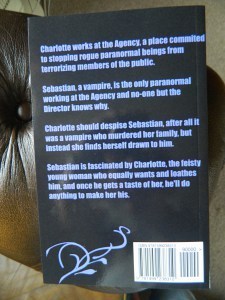 Charlotte works at the Agency, a place commited
to stopping rogue paranormal beings from
terrorizing members of the public.
Sebastian, a vampire, is the only paranormal
working at the Agency and no-one but the
Director knows why.
Charlotte should despise Sebastian, after all it
was a vampire who murdered her family, but
instead she finds herself drawn to him.
Sebastian is fascinated by Charlotte, the feisty
young woman who equally wants and loathes
him, and once he gets a taste of her, he'll do
anything to make her his.